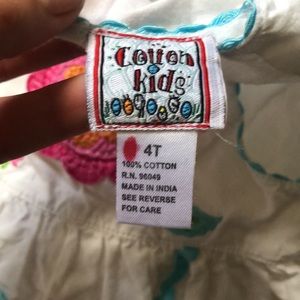 Cotton
Kids
4T
100% COTTON
R.N. 96049
MADE IN INDIA
SEE REVERSE
FOR CARE